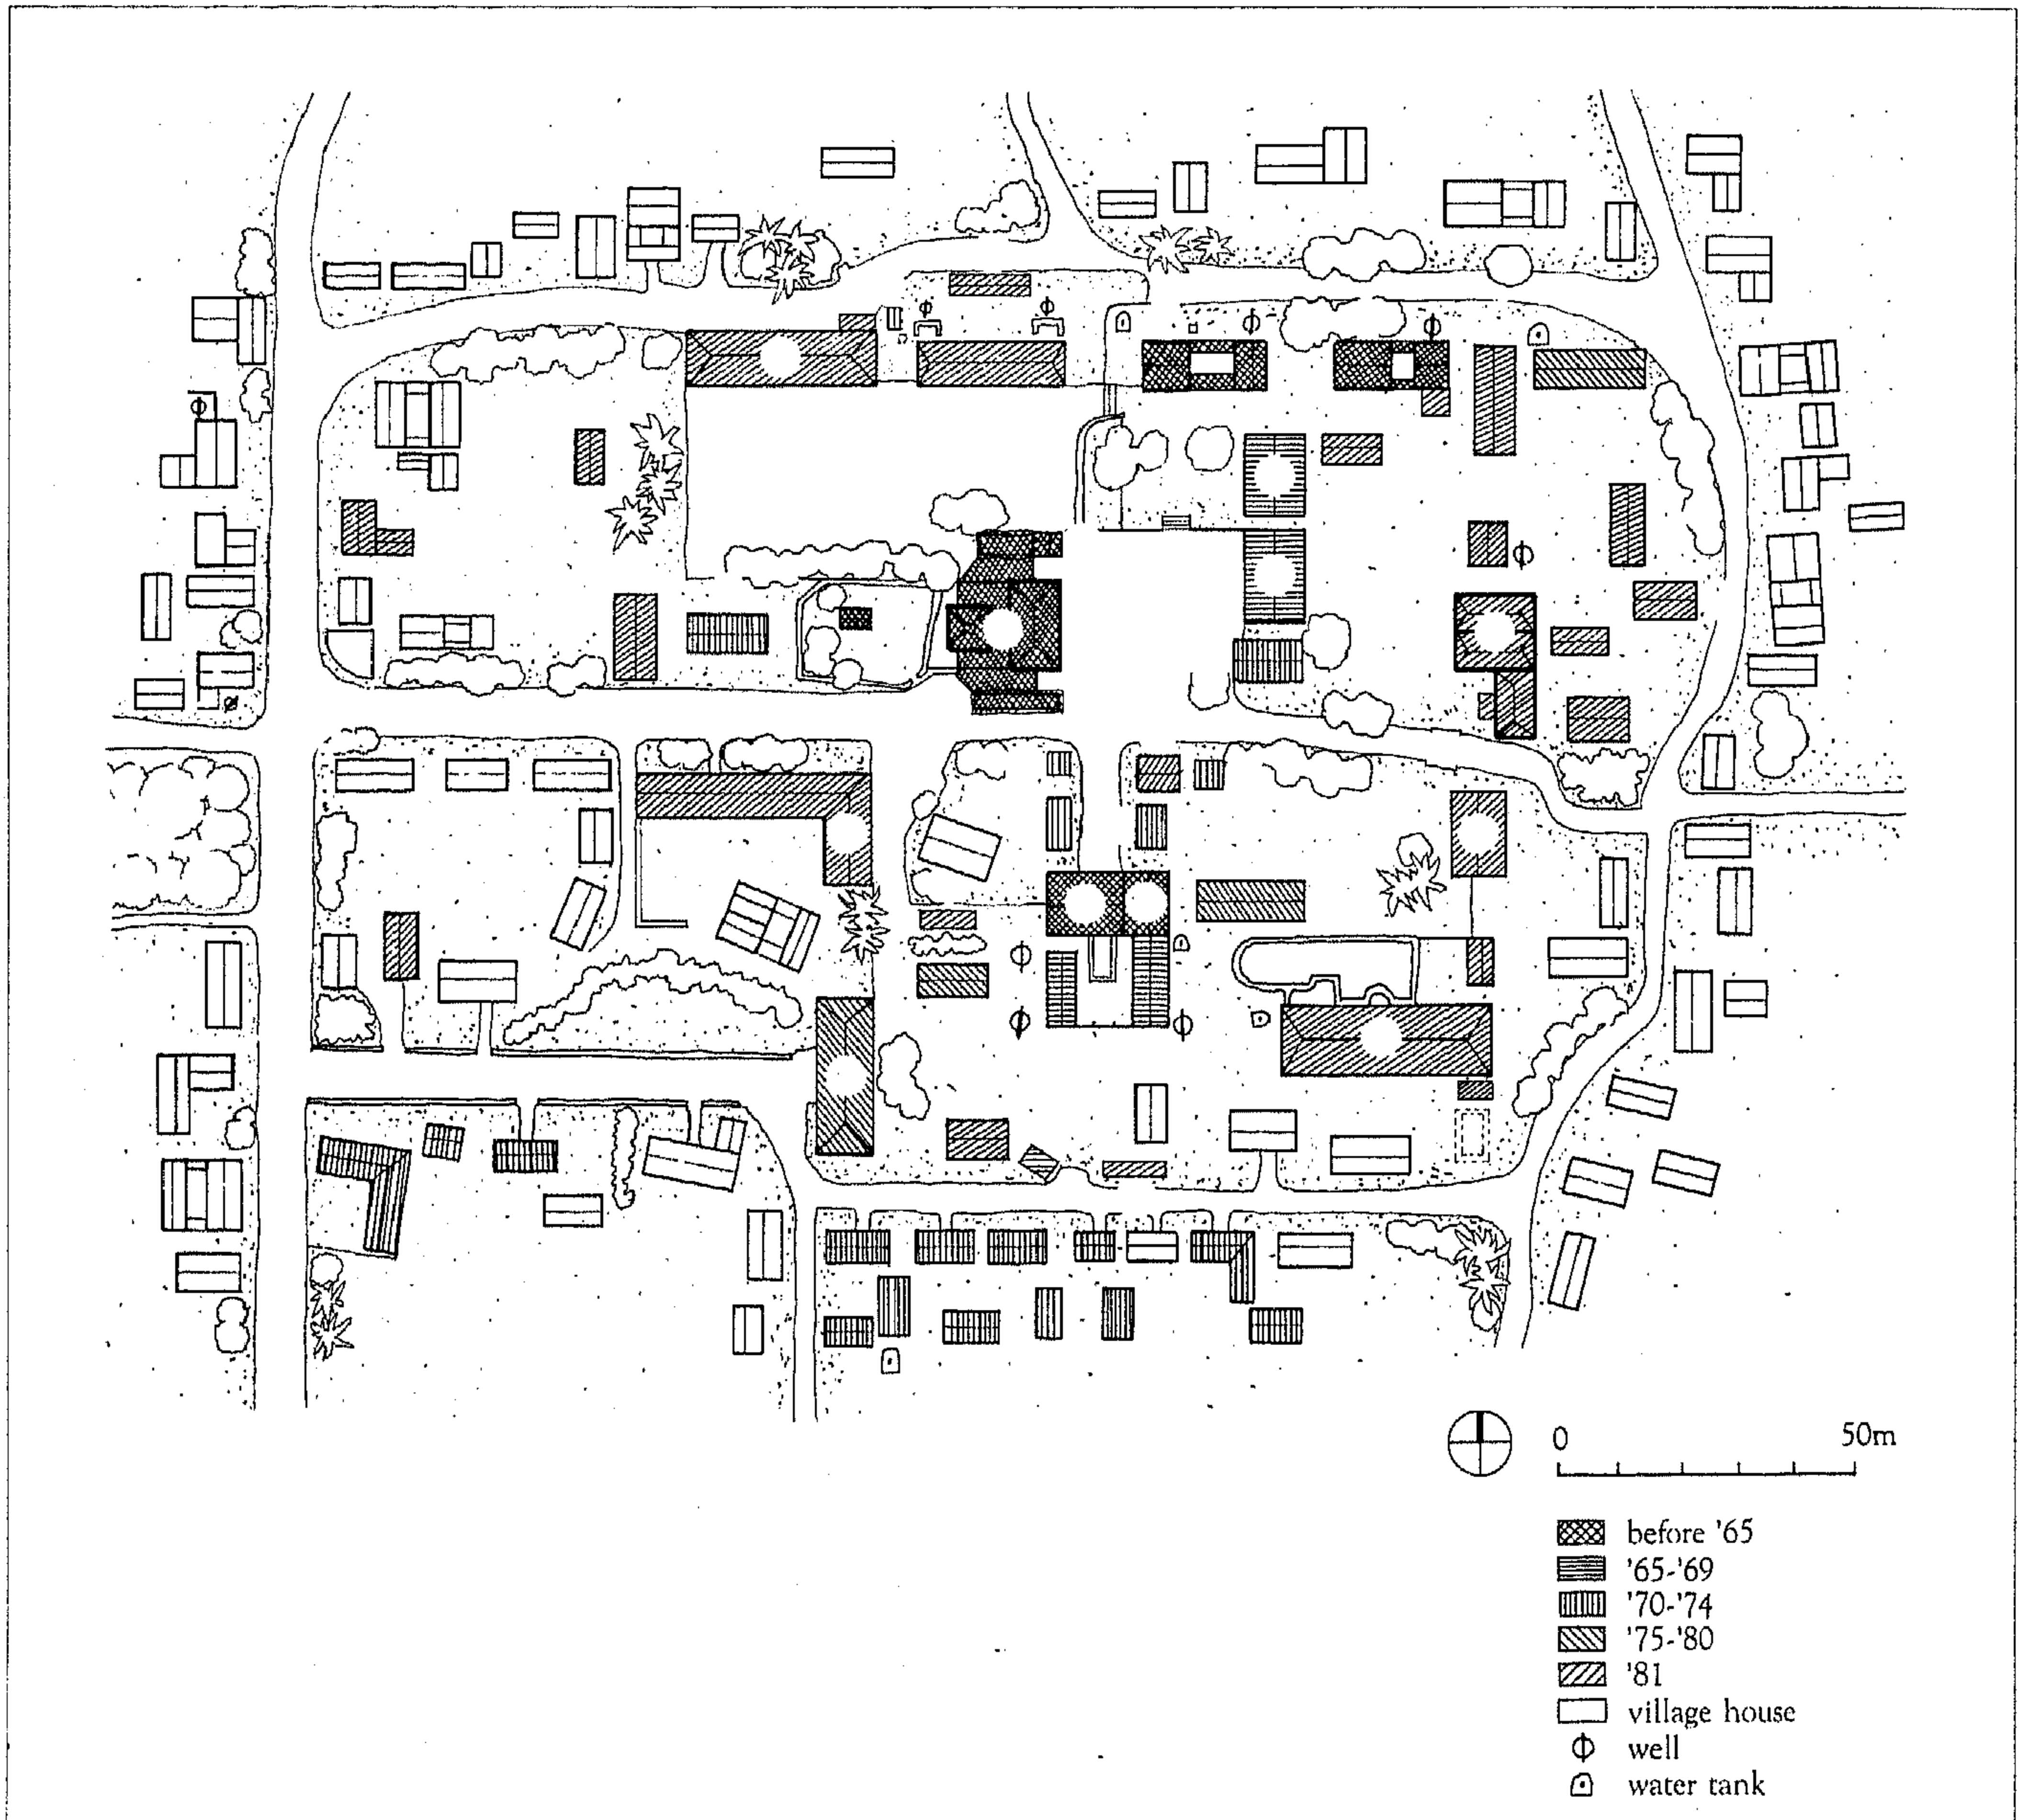 0 50m
before '65
'65-'69
'70-'74
'75-'80
'81
village house
well
water tank